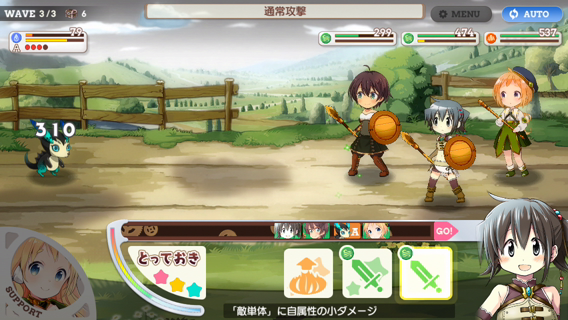 WAVE 3/3 6
通常攻撃
MENU
AUTO
79
A
299
474
537
310
A
GO!
とっておき
SUPPORT
「敵単体」に自属性の小ダメージ